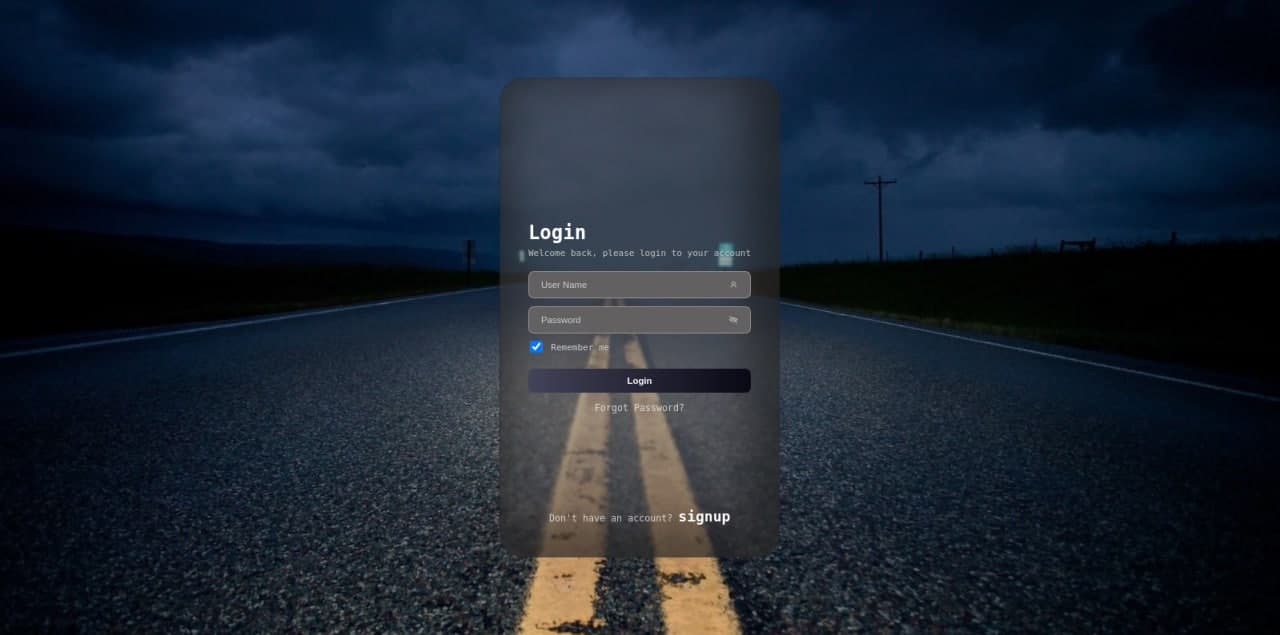 Login
Welcome back, please login to your account
User Name
Password
Remember me
Login
Forgot Password?
Don't have an account? signup